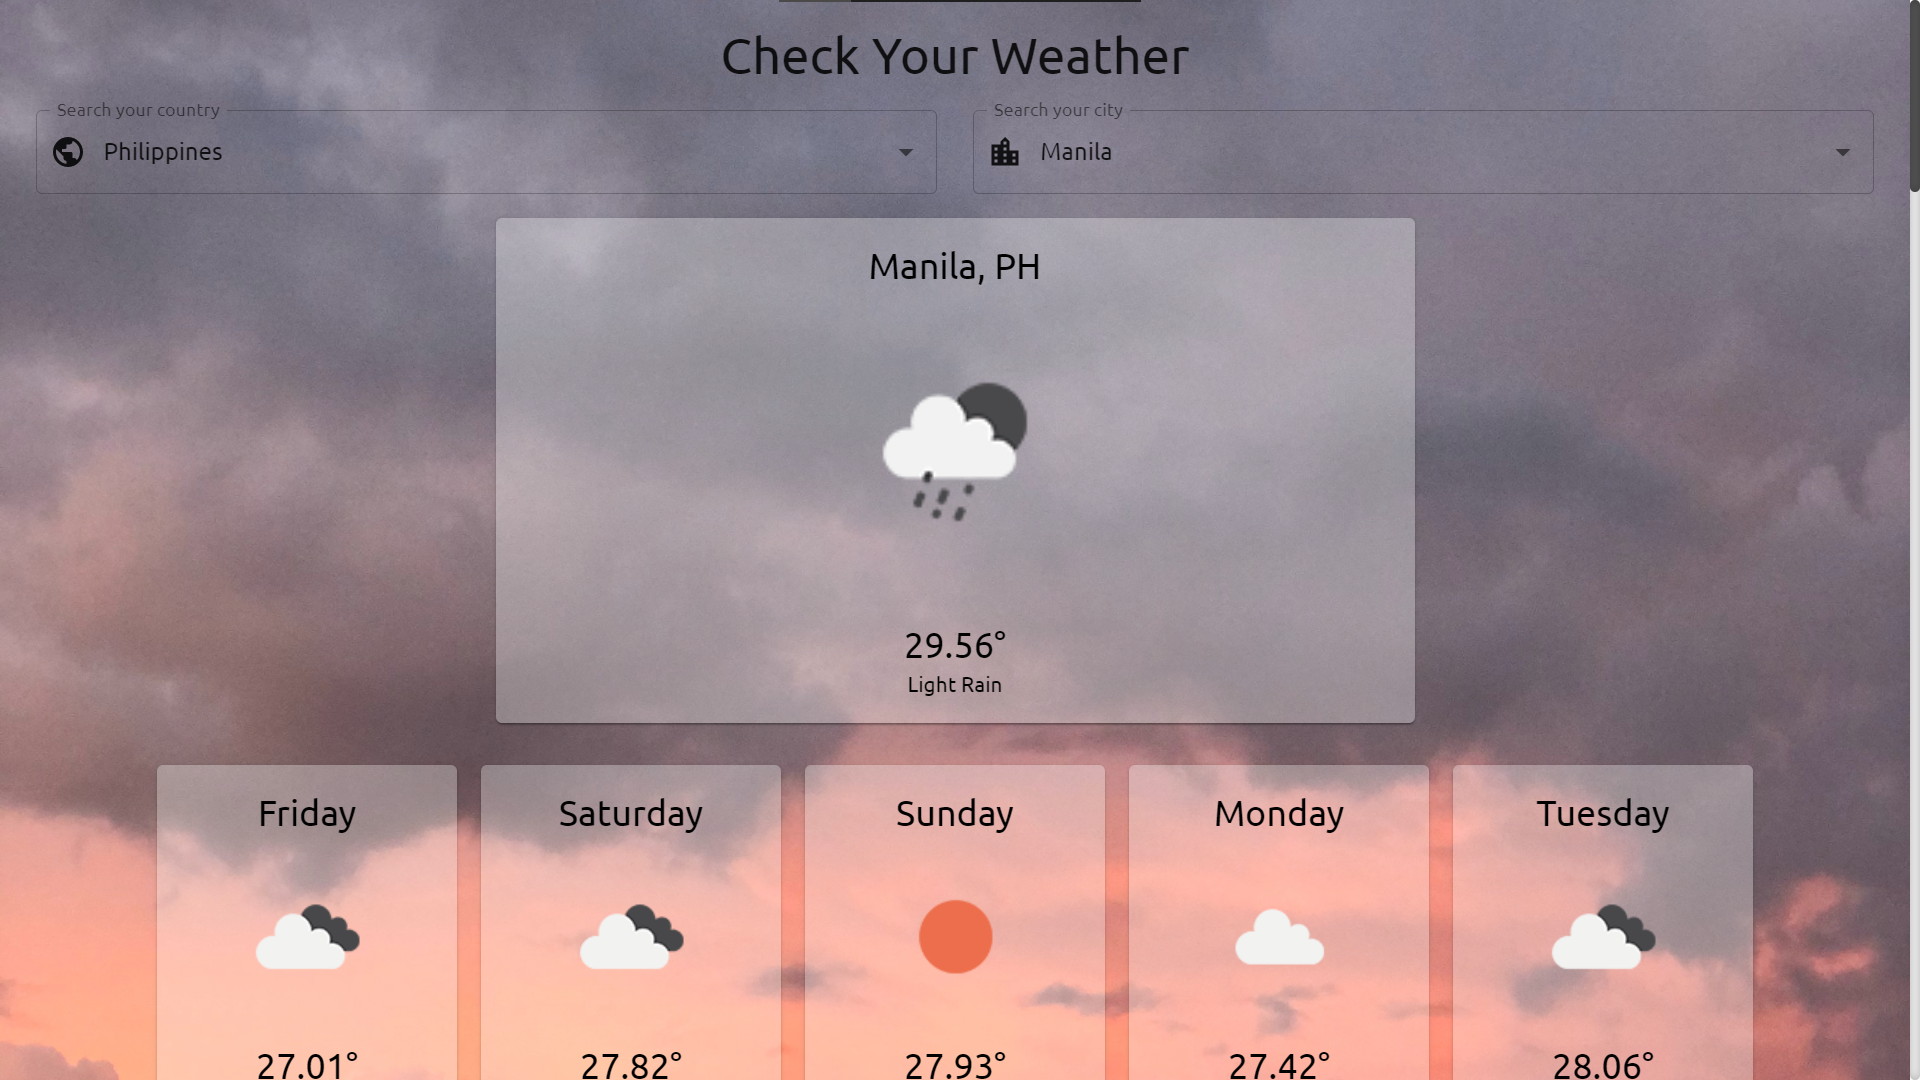 Check Your Weather
Search your country
Philippines
Search your city
Manila
Manila, PH
29.56°
Light Rain
Friday
Saturday
Sunday
Monday
Tuesday
27.01°
27.82°
27.93°
27.42°
28.06°